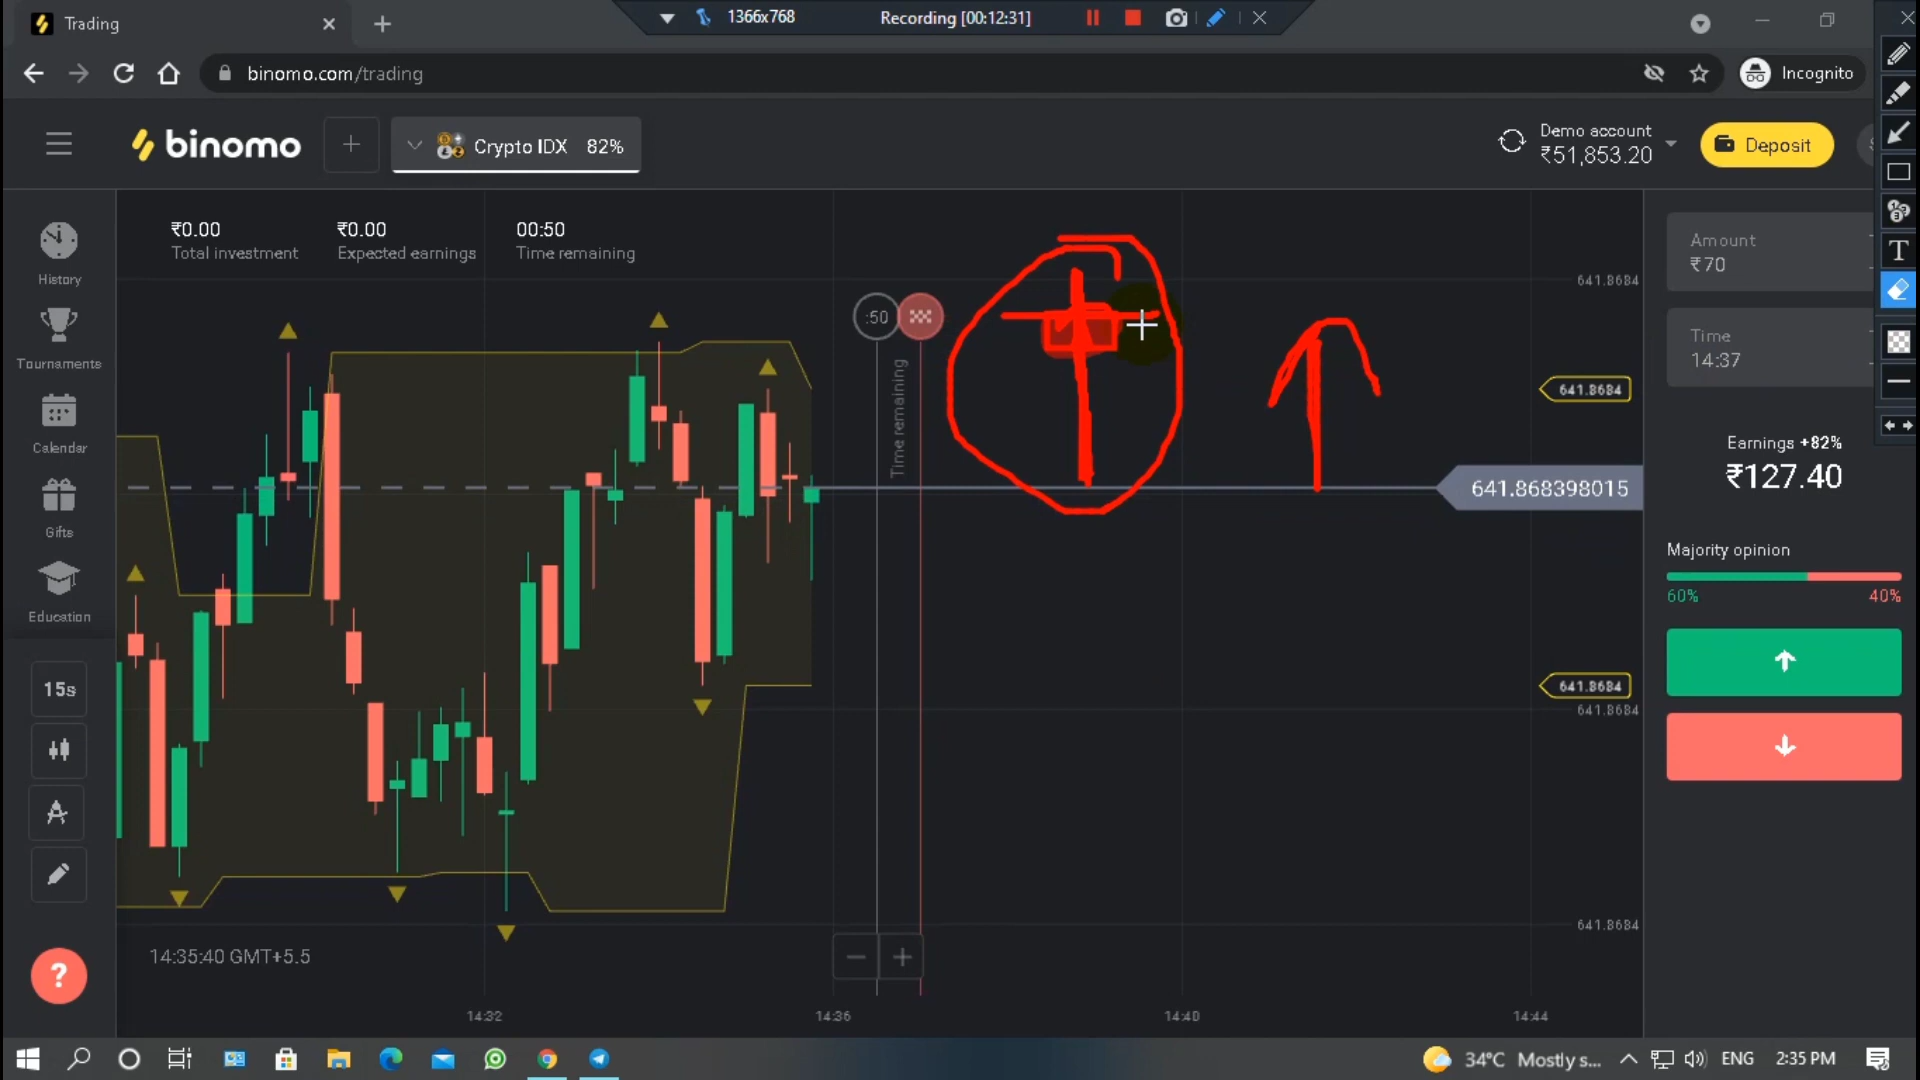 Trading
1366x768
Recording [00:12:31]
binomo.com/trading
Incognito
binomo
Crypto IDX 82%
Demo account
₹51,853.20
Deposit
₹0.00
Total investment
₹0.00
Expected earnings
00:50
Time remaining
History
Tournaments
Calendar
Gifts
Education
15s
?
:50
Time remaining
641.8684
641.8684
641.868398015
641.8684
641.8684
641.8684
Amount
₹70
Time
14:37
Earnings +82%
₹127.40
Majority opinion
60% 40%
14:35:40 GMT+5.5
14:32 14:36 14:40 14:44
T
34°C Mostly s... ENG 2:35 PM